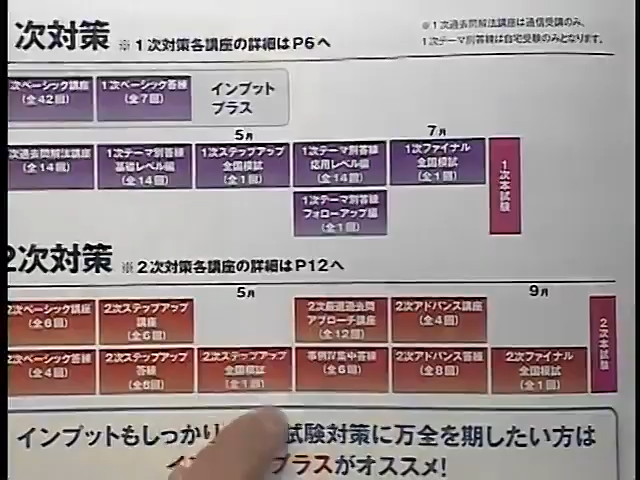 次対策 ※1次対策各講座の詳細はP6へ
※1次過去問解法講座は通信受講のみ、
1次テーマ別答練は自宅受験のみとなります。
次ベーシック講座
(全42回)
1次ベーシック答練
(全7回)
インプット
プラス
5月
7月
次過去問解法講座
(全14回)
1次テーマ別答練
基礎レベル編
(全14回)
1次ステップアップ
全国模試
(全1回)
1次テーマ別答練
応用レベル編
(全14回)
1次ファイナル
全国模試
(全1回)
1次本試験
1次テーマ別答練
フォローアップ編
(全1回)
2次対策 ※2次対策各講座の詳細はP12へ
5月
9月
2次ベーシック講座
(全6回)
2次ステップアップ
講座
(全6回)
2次厳選過去問
アプローチ講座
(全12回)
2次アドバンス講座
(全4回)
2次本試験
2次ベーシック答練
(全4回)
2次ステップアップ
答練
(全6回)
2次ステップアップ
全国模試
(全1回)
事例Ⅳ集中答練
(全6回)
2次アドバンス答練
(全8回)
2次ファイナル
全国模試
(全1回)
インプットもしっかり 試験対策に万全を期したい方は
プラスがオススメ!